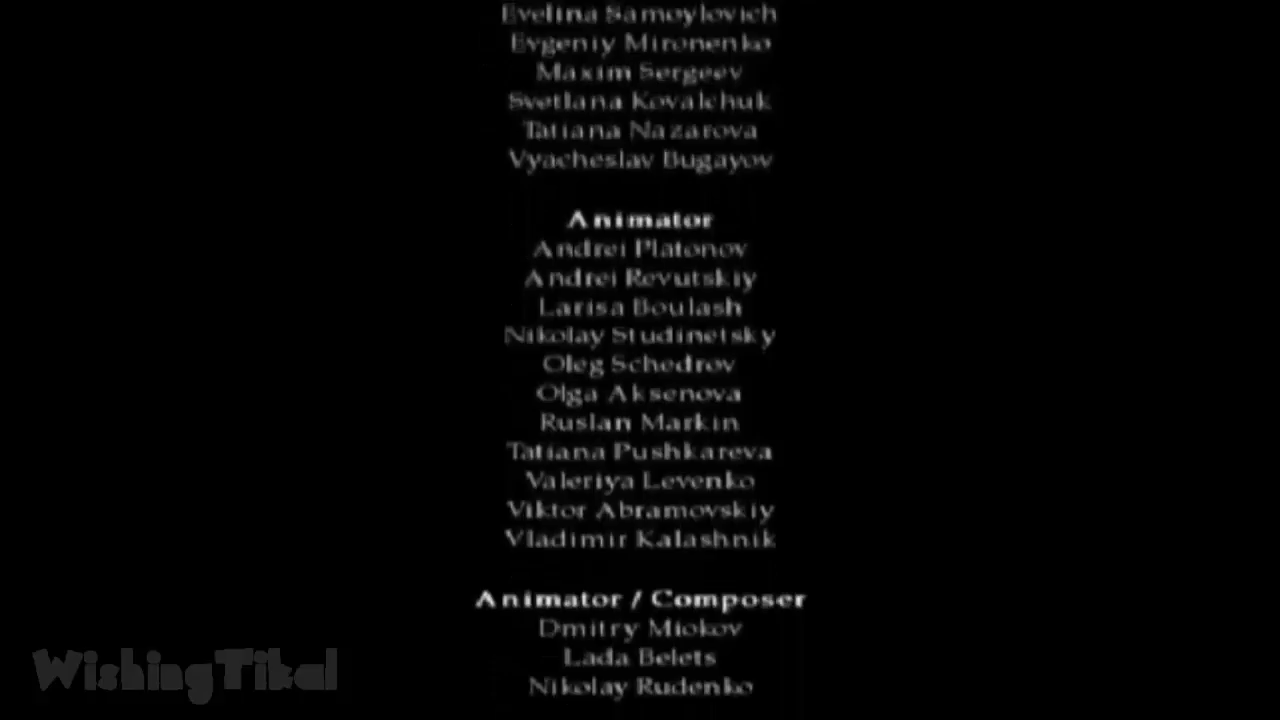 Evelina Samoylovich
Evgeniy Mironenko
Maxim Sergeev
Svetlana Kovalchuk
Tatiana Nazarova
Vyacheslav Bugayov
Animator
Andrei Platonov
Andrei Revutskiy
Larisa Boulash
Nikolay Studinetsky
Oleg Schedrov
Olga Aksenova
Ruslan Markin
Tatiana Pushkareva
Valeriya Levenko
Viktor Abramovskiy
Vladimir Kalashnik
Animator / Composer
Dmitry Miokov
Lada Belets
Nikolay Rudenko
WishingTikal